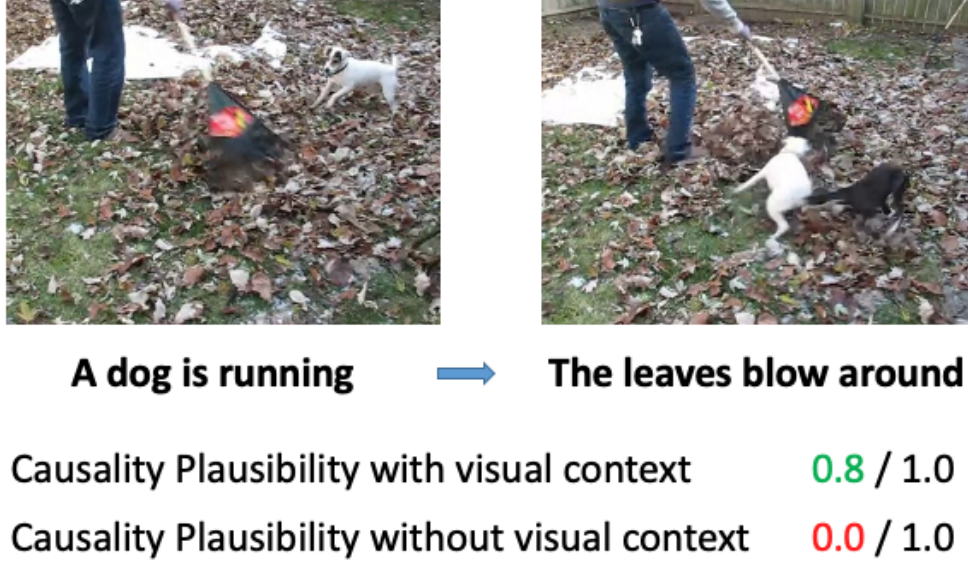 A dog is running
The leaves blow around
Causality Plausibility with visual context 0.8 / 1.0
Causality Plausibility without visual context 0.0 / 1.0